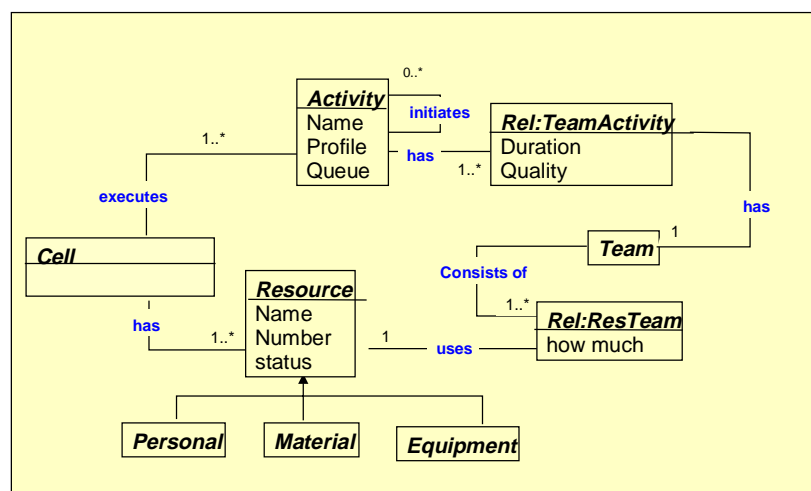 0..*
Activity
Name
Profile
Queue
initiates
Rel:TeamActivity
Duration
Quality
1..*
has
1..*
executes
has
Cell
Team
1
Consists of
Resource
Name
Number
status
1..*
Rel:ResTeam
how much
has
1..*
1
uses
Personal
Material
Equipment